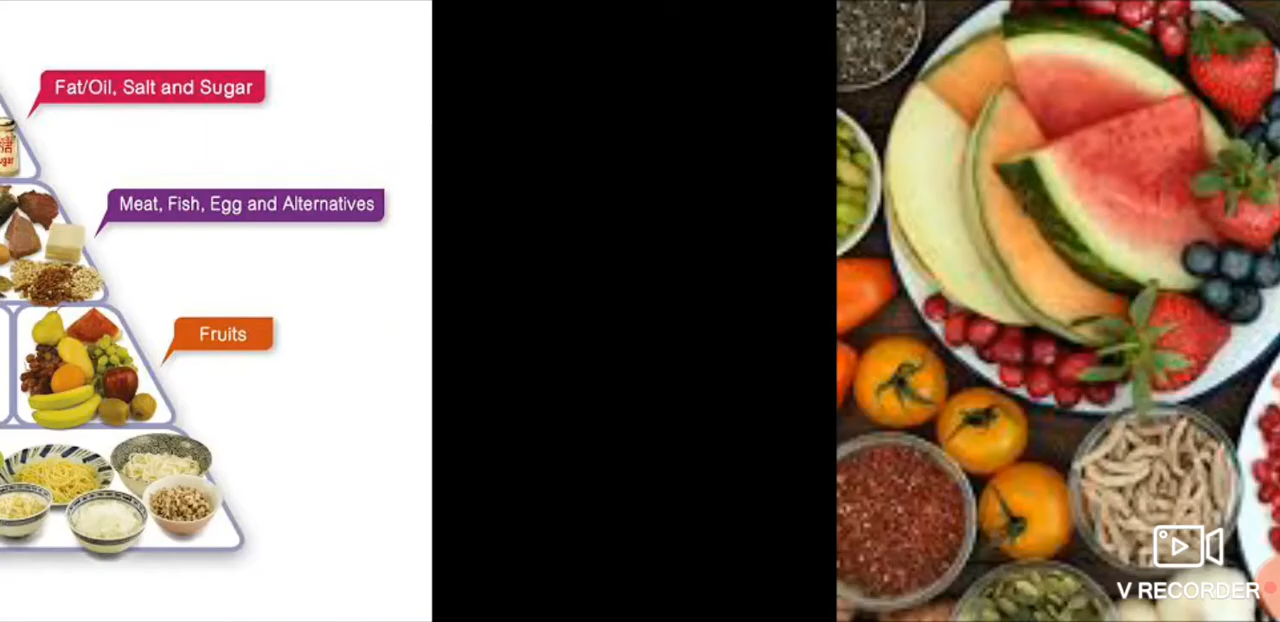 Fat/Oil, Salt and Sugar
Meat, Fish, Egg and Alternatives
Fruits
V RECORDER